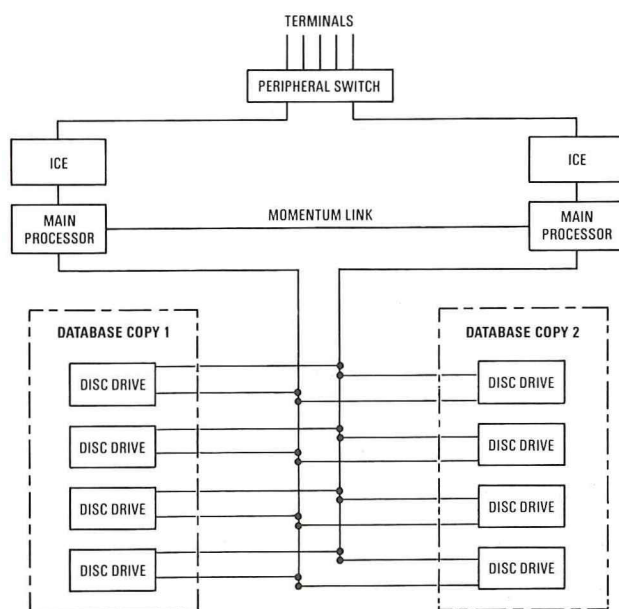 TERMINALS
PERIPHERAL SWITCH
ICE
ICE
MAIN
PROCESSOR
MOMENTUM LINK
MAIN
PROCESSOR
DATABASE COPY 1
DATABASE COPY 2
DISC DRIVE
DISC DRIVE
DISC DRIVE
DISC DRIVE
DISC DRIVE
DISC DRIVE
DISC DRIVE
DISC DRIVE